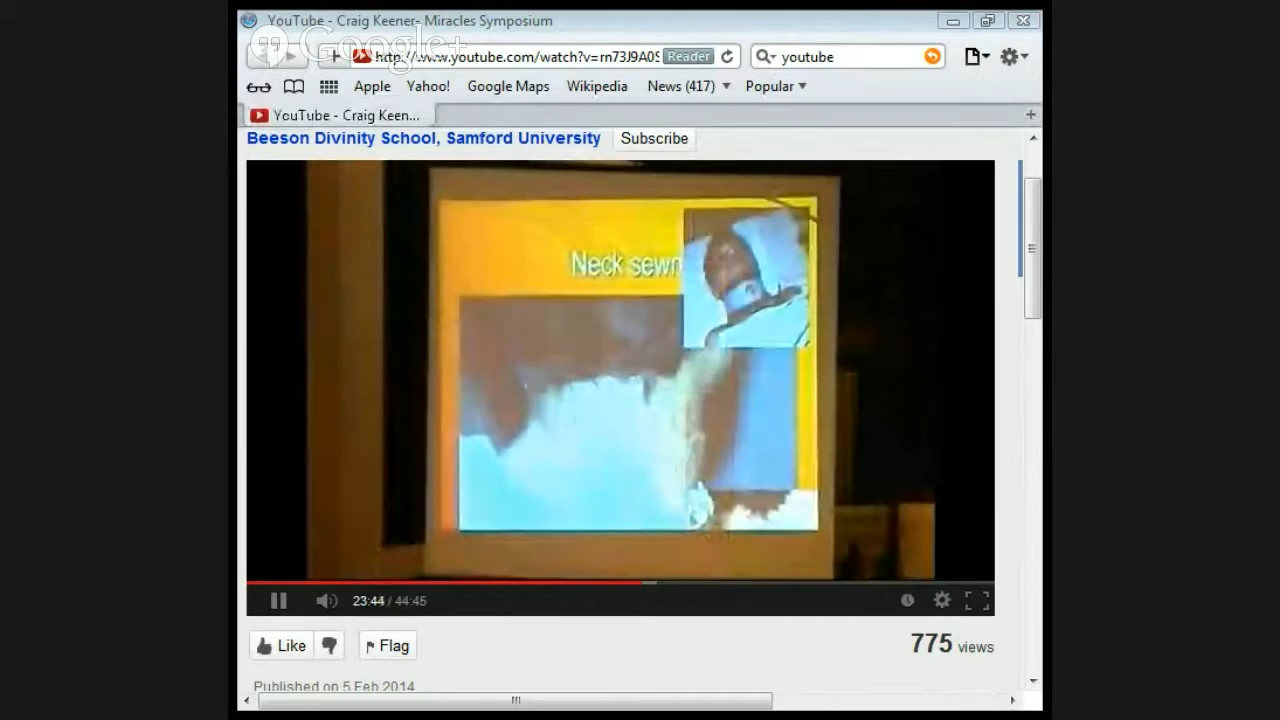 YouTube - Craig Keener- Miracles Symposium
Google+
http://www.youtube.com/watch?v=rn73J9A0S
Reader
youtube
Apple
Yahoo!
Google Maps
Wikipedia
News (417)
Popular
YouTube - Craig Keen...
Beeson Divinity School, Samford University
Subscribe
Neck sewn
23:44 / 44:45
Like
Flag
775 views
Published on 5 Feb 2014